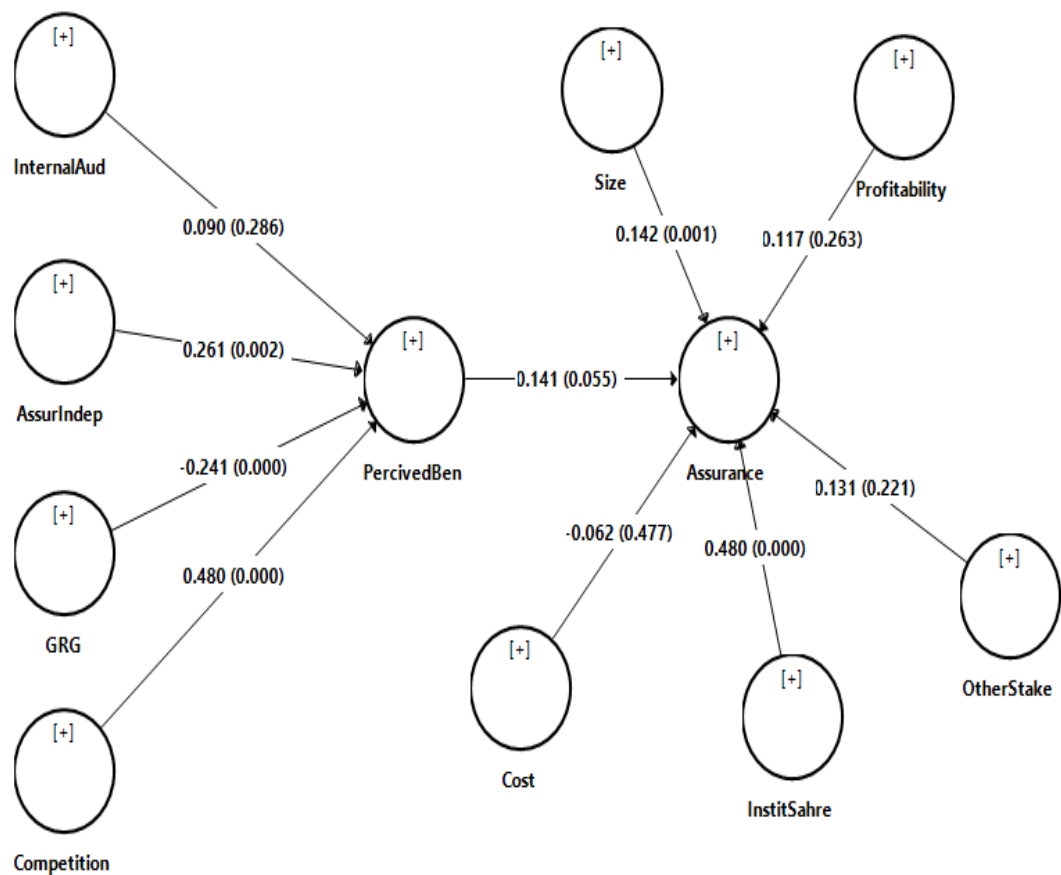 [+]
InternalAud
[+]
Size
[+]
Profitability
0.090 (0.286)
0.142 (0.001)
0.117 (0.263)
[+]
AssurIndep
0.261 (0.002)
[+]
PercivedBen
0.141 (0.055)
[+]
Assurance
-0.241 (0.000)
[+]
GRG
0.480 (0.000)
-0.062 (0.477)
0.480 (0.000)
0.131 (0.221)
[+]
OtherStake
[+]
Cost
[+]
InstitSahre
[+]
Competition